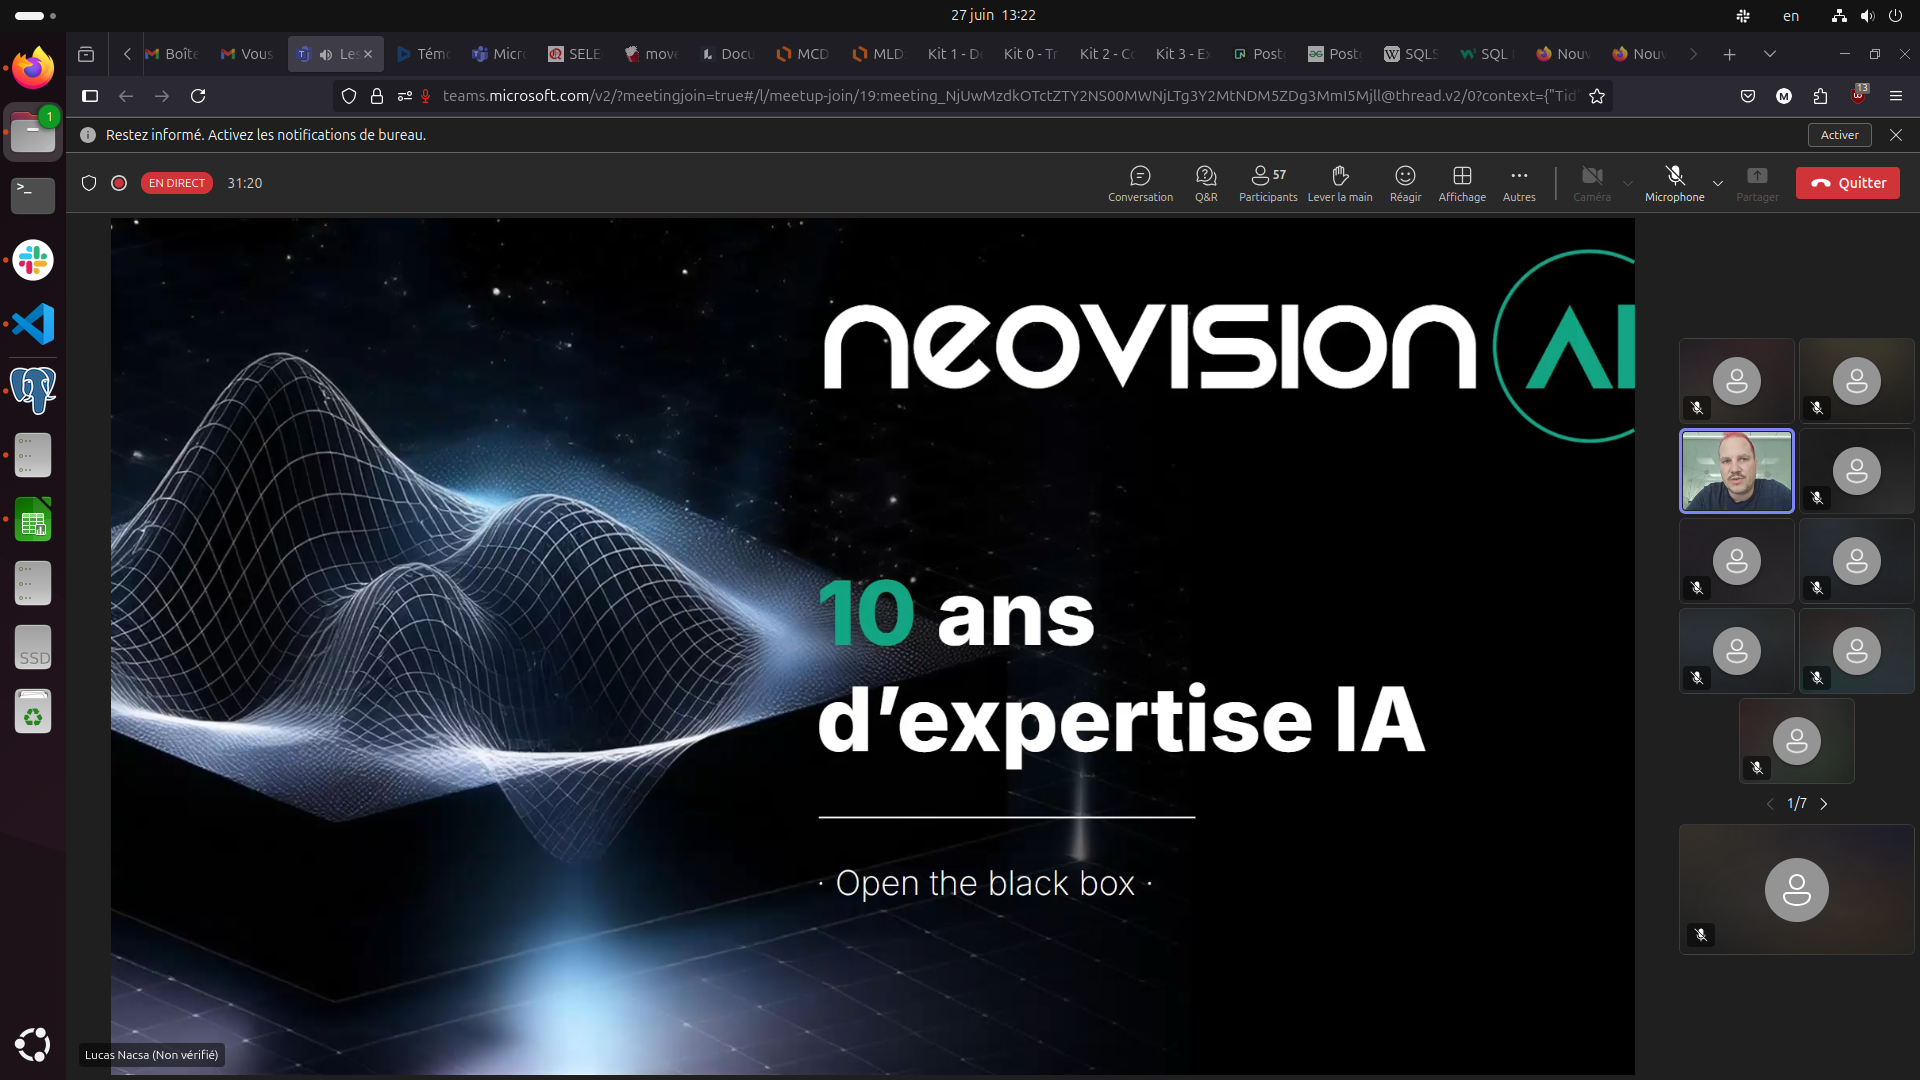 27 juin 13:22
en
Boîte
Vous
Les
Témo
Micro
SELE
move
Docu
MCD
MLD
Kit 1 - De
Kit 0 - Tr
Kit 2 - Co
Kit 3 - Ex
Postg
Postg
SQLS
SQL
Nouv
Nouv
teams.microsoft.com/v2/?meetingjoin=true#/l/meetup-join/19:meeting_NjUwMzdkOTctZTY2NS00MWNjLTg3Y2MtNDM5ZDg3MmI5Mjll@thread.v2/0?context={"Tid"
13
Restez informé. Activez les notifications de bureau.
Activer
1
EN DIRECT
31:20
Conversation
Q&R
57
Participants
Lever la main
Réagir
Affichage
Autres
Caméra
Microphone
Partager
Quitter
neovision AI
10 ans
d'expertise IA
· Open the black box ·
1/7
SSD
Lucas Nacsa (Non vérifié)